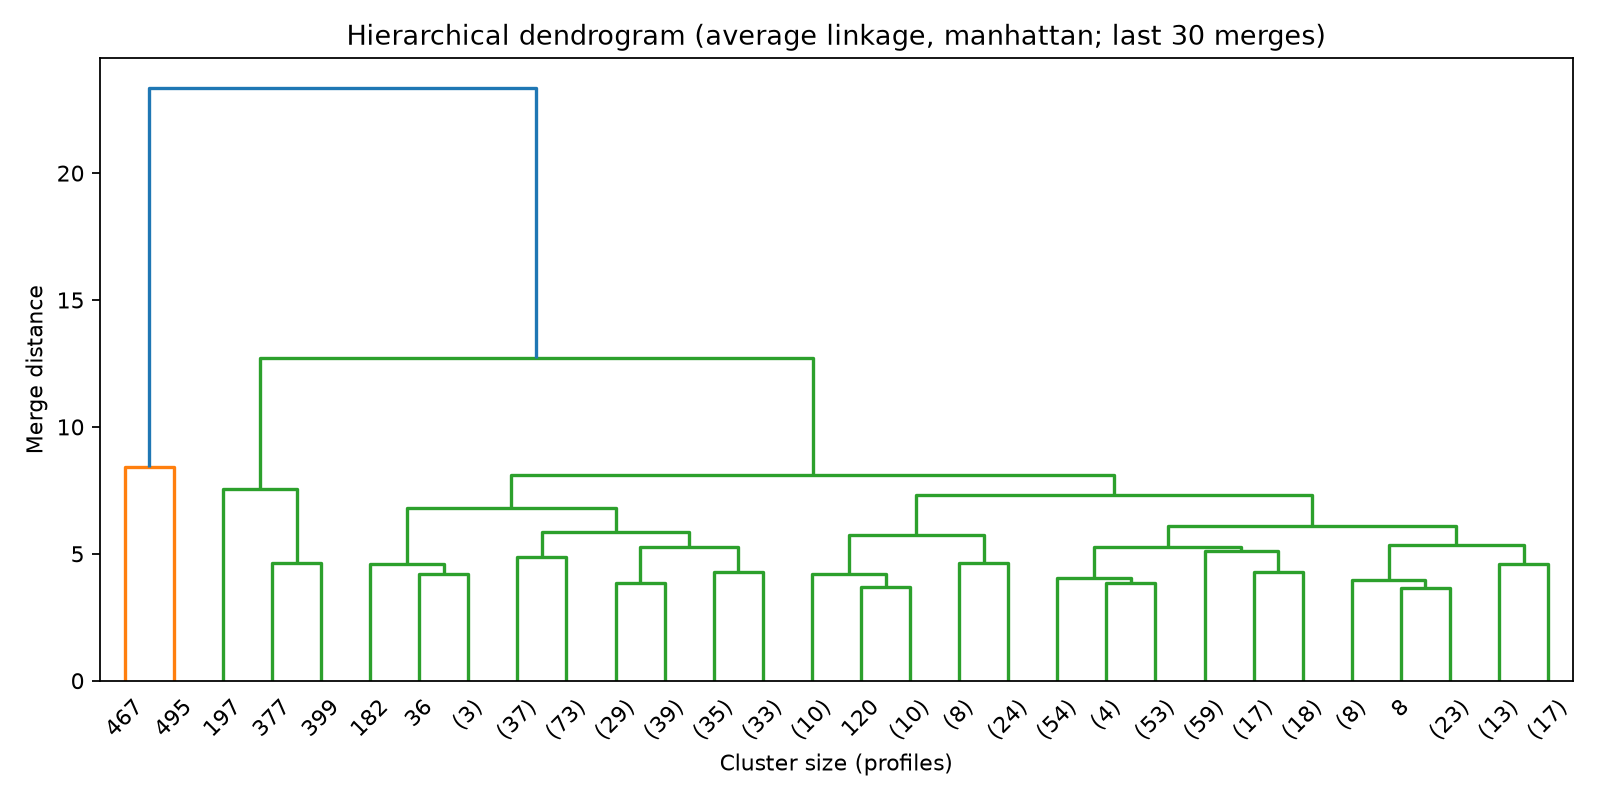 Hierarchical dendrogram (average linkage, manhattan; last 30 merges)
Merge distance
20
15
10
5
0
467 495 197 377 399 182 36 (3) (37) (73) (29) (39) (35) (33) (10) 120 (10) (8) (24) (54) (4) (53) (59) (17) (18) (8) 8 (23) (13) (17)
Cluster size (profiles)